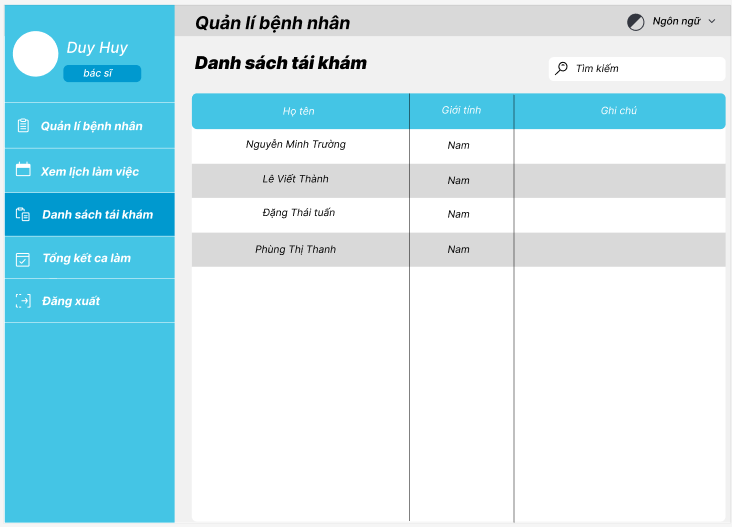 Quản lí bệnh nhân
Ngôn ngữ
Duy Huy
bác sĩ
Quản lí bệnh nhân
Xem lịch làm việc
Danh sách tái khám
Tổng kết ca làm
Đăng xuất
Danh sách tái khám
Tìm kiếm
Họ tên Giới tính Ghi chú
Nguyễn Minh Trường Nam
Lê Viết Thành Nam
Đặng Thái tuấn Nam
Phùng Thị Thanh Nam